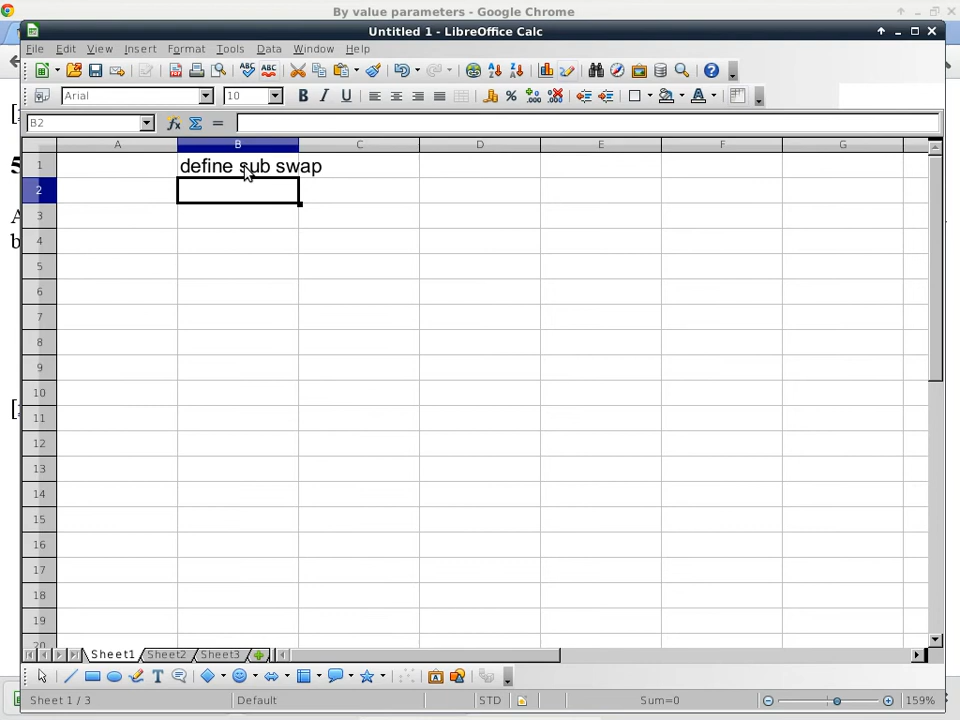 By value parameters - Google Chrome
Untitled 1 - LibreOffice Calc
File Edit View Insert Format Tools Data Window Help
Arial 10
B2
A B C D E F G
1 define sub swap
2
3
4
5
6
7
8
9
10
11
12
13
14
15
16
17
18
19
20
Sheet1 Sheet2 Sheet3
Sheet 1 / 3 Default STD Sum=0 159%